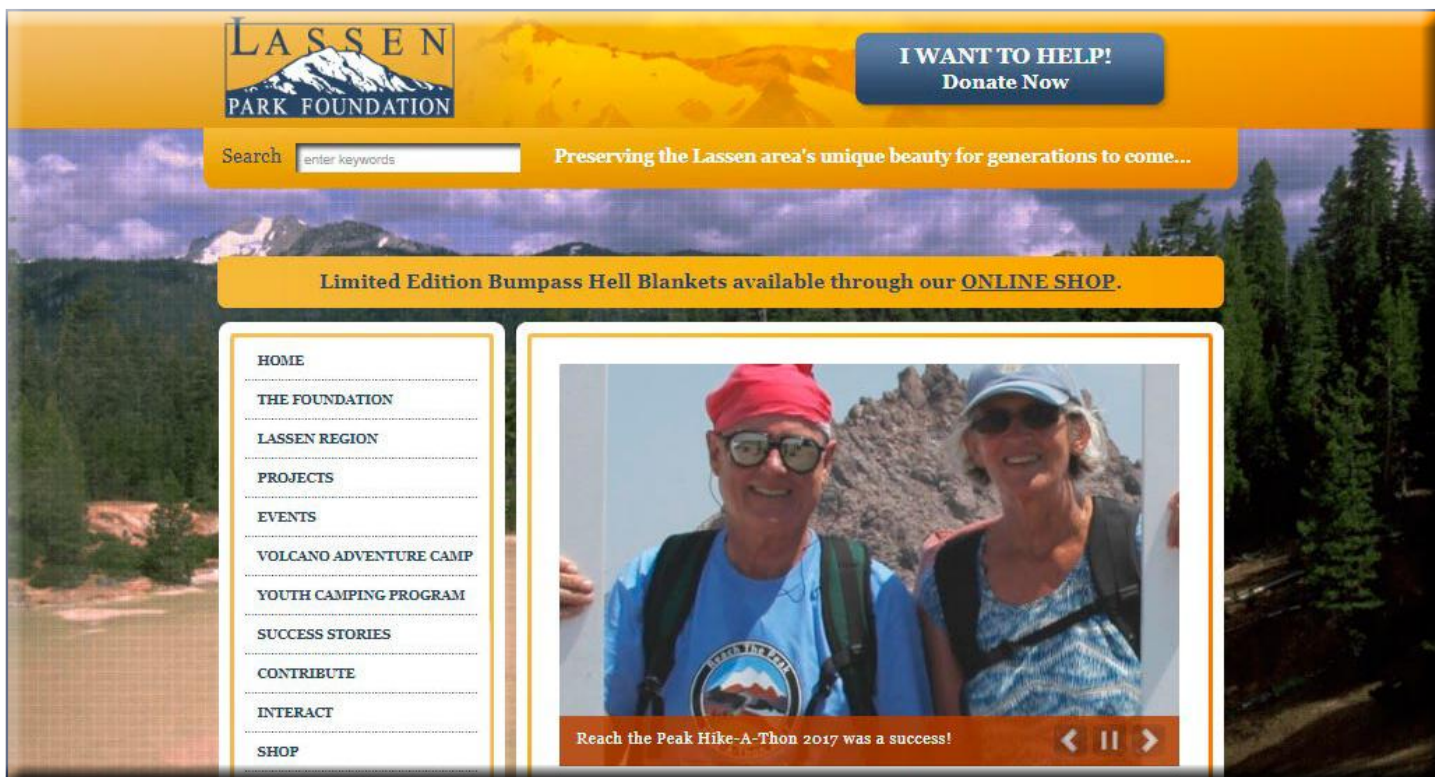 LASSEN
PARK FOUNDATION
I WANT TO HELP!
Donate Now
Search
enter keywords
Preserving the Lassen area's unique beauty for generations to come...
Limited Edition Bumpass Hell Blankets available through our ONLINE SHOP.
HOME
THE FOUNDATION
LASSEN REGION
PROJECTS
EVENTS
VOLCANO ADVENTURE CAMP
YOUTH CAMPING PROGRAM
SUCCESS STORIES
CONTRIBUTE
INTERACT
SHOP
Reach The Peak
Reach the Peak Hike-A-Thon 2017 was a success!